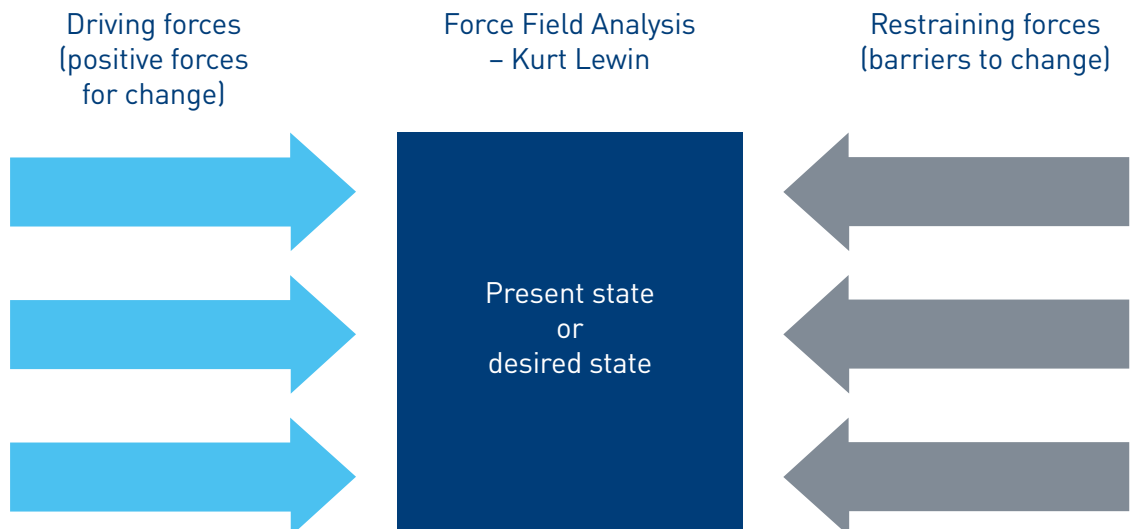 Driving forces
(positive forces
for change)
Force Field Analysis
– Kurt Lewin
Restraining forces
(barriers to change)
Present state
or
desired state